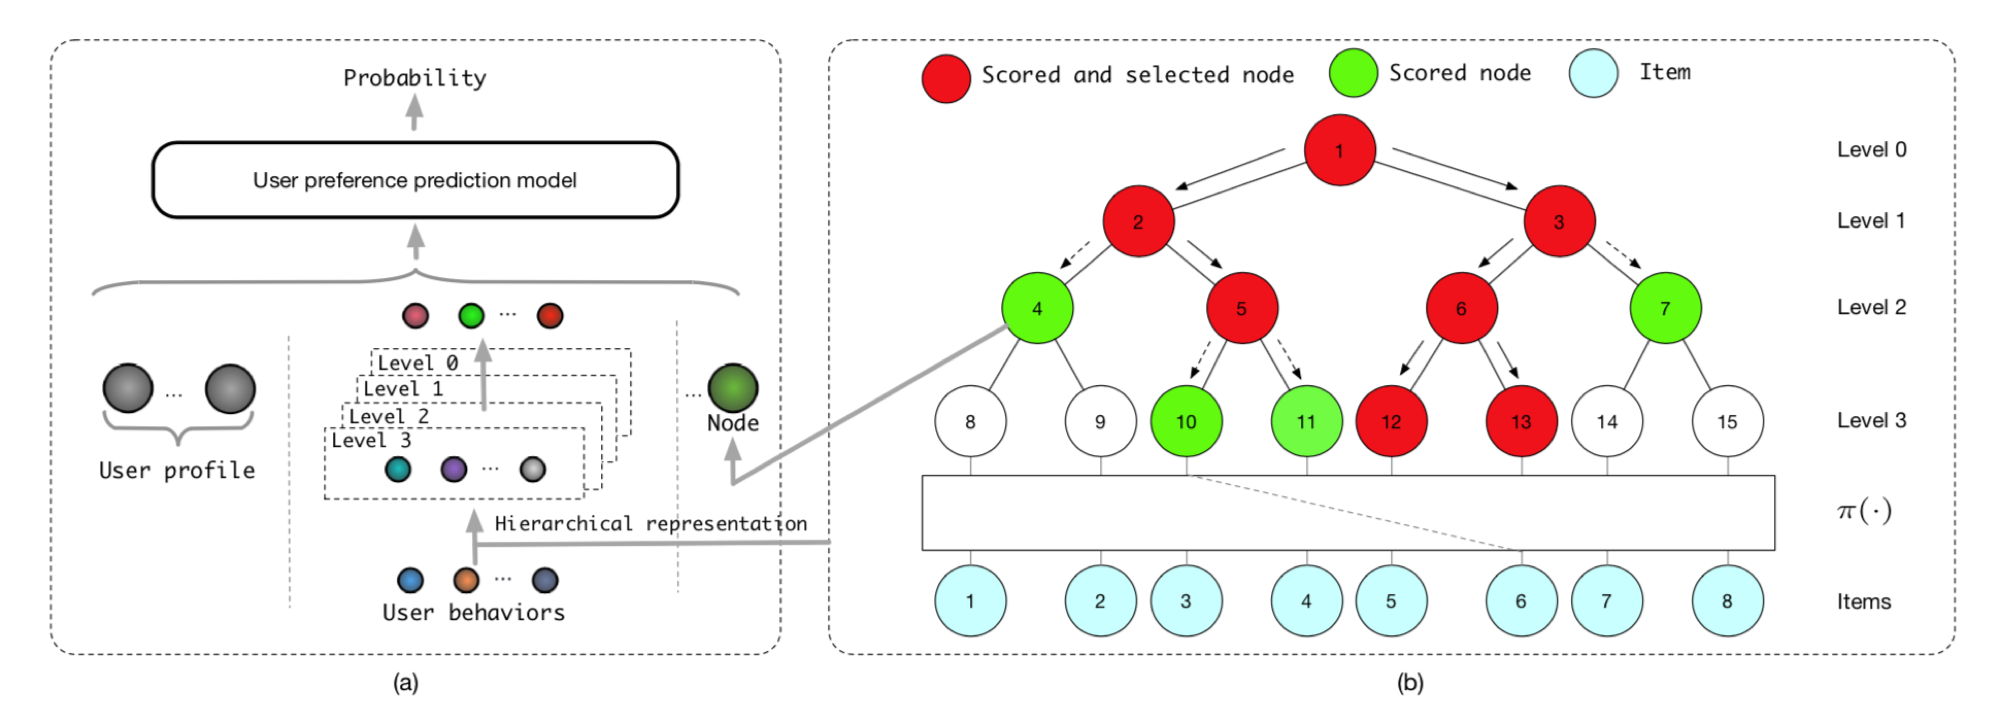 Probability
User preference prediction model
...
Level 0
Level 1
Level 2
Level 3
...
...
...
Node
User profile
Hierarchical representation
...
User behaviors
(a)
Scored and selected node
Scored node
Item
1
Level 0
2
3
Level 1
4
5
6
7
Level 2
8
9
10
11
12
13
14
15
Level 3
π(·)
1
2
3
4
5
6
7
8
Items
(b)